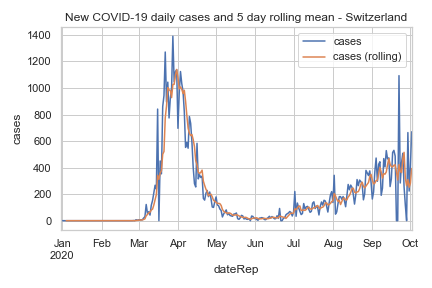 New COVID-19 daily cases and 5 day rolling mean - Switzerland
cases
cases (rolling)
1400
1200
1000
800
600
400
200
0
cases
Jan Feb Mar Apr May Jun Jul Aug Sep Oct
2020
dateRep